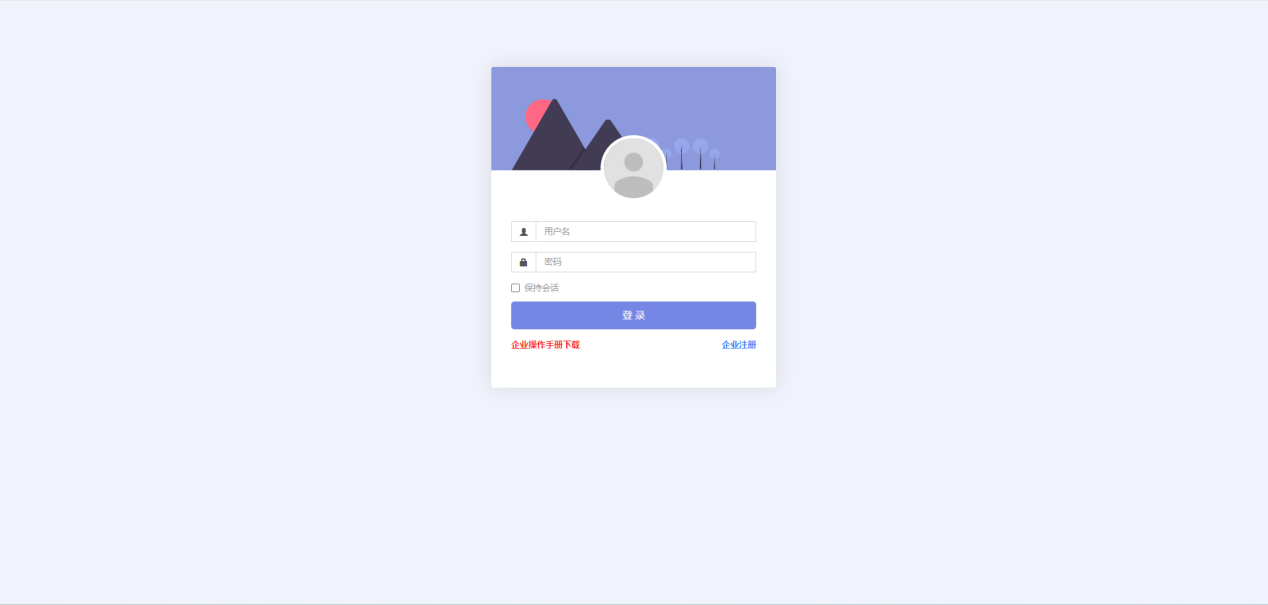 用户名
密码
保持会话
登 录
企业操作手册下载
企业注册